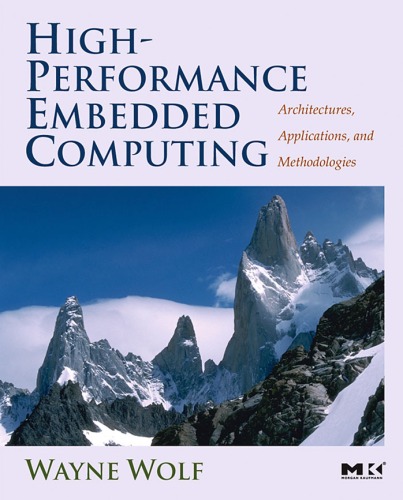 HIGH-
PERFORMANCE
EMBEDDED
COMPUTING
Architectures,
Applications, and
Methodologies
WAYNE WOLF
MK
MORGAN KAUFMANN